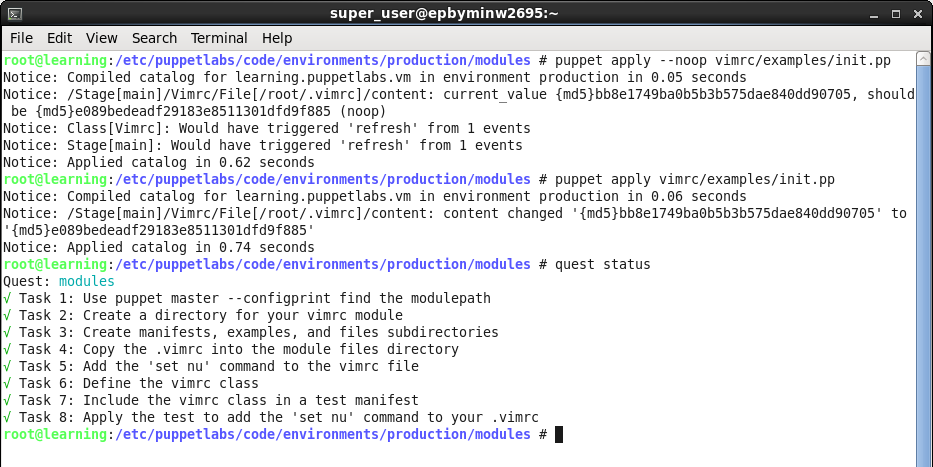 super_user@epbyminw2695:~
File Edit View Search Terminal Help
root@learning:/etc/puppetlabs/code/environments/production/modules # puppet apply --noop vimrc/examples/init.pp
Notice: Compiled catalog for learning.puppetlabs.vm in environment production in 0.05 seconds
Notice: /Stage[main]/Vimrc/File[/root/.vimrc]/content: current_value {md5}bb8e1749ba0b5b3b575dae840dd90705, should
 be {md5}e089bedeadf29183e8511301dfd9f885 (noop)
Notice: Class[Vimrc]: Would have triggered 'refresh' from 1 events
Notice: Stage[main]: Would have triggered 'refresh' from 1 events
Notice: Applied catalog in 0.62 seconds
root@learning:/etc/puppetlabs/code/environments/production/modules # puppet apply vimrc/examples/init.pp
Notice: Compiled catalog for learning.puppetlabs.vm in environment production in 0.06 seconds
Notice: /Stage[main]/Vimrc/File[/root/.vimrc]/content: content changed '{md5}bb8e1749ba0b5b3b575dae840dd90705' to
'{md5}e089bedeadf29183e8511301dfd9f885'
Notice: Applied catalog in 0.74 seconds
root@learning:/etc/puppetlabs/code/environments/production/modules # quest status
Quest: modules
√ Task 1: Use puppet master --configprint find the modulepath
√ Task 2: Create a directory for your vimrc module
√ Task 3: Create manifests, examples, and files subdirectories
√ Task 4: Copy the .vimrc into the module files directory
√ Task 5: Add the 'set nu' command to the vimrc file
√ Task 6: Define the vimrc class
√ Task 7: Include the vimrc class in a test manifest
√ Task 8: Apply the test to add the 'set nu' command to your .vimrc
root@learning:/etc/puppetlabs/code/environments/production/modules #